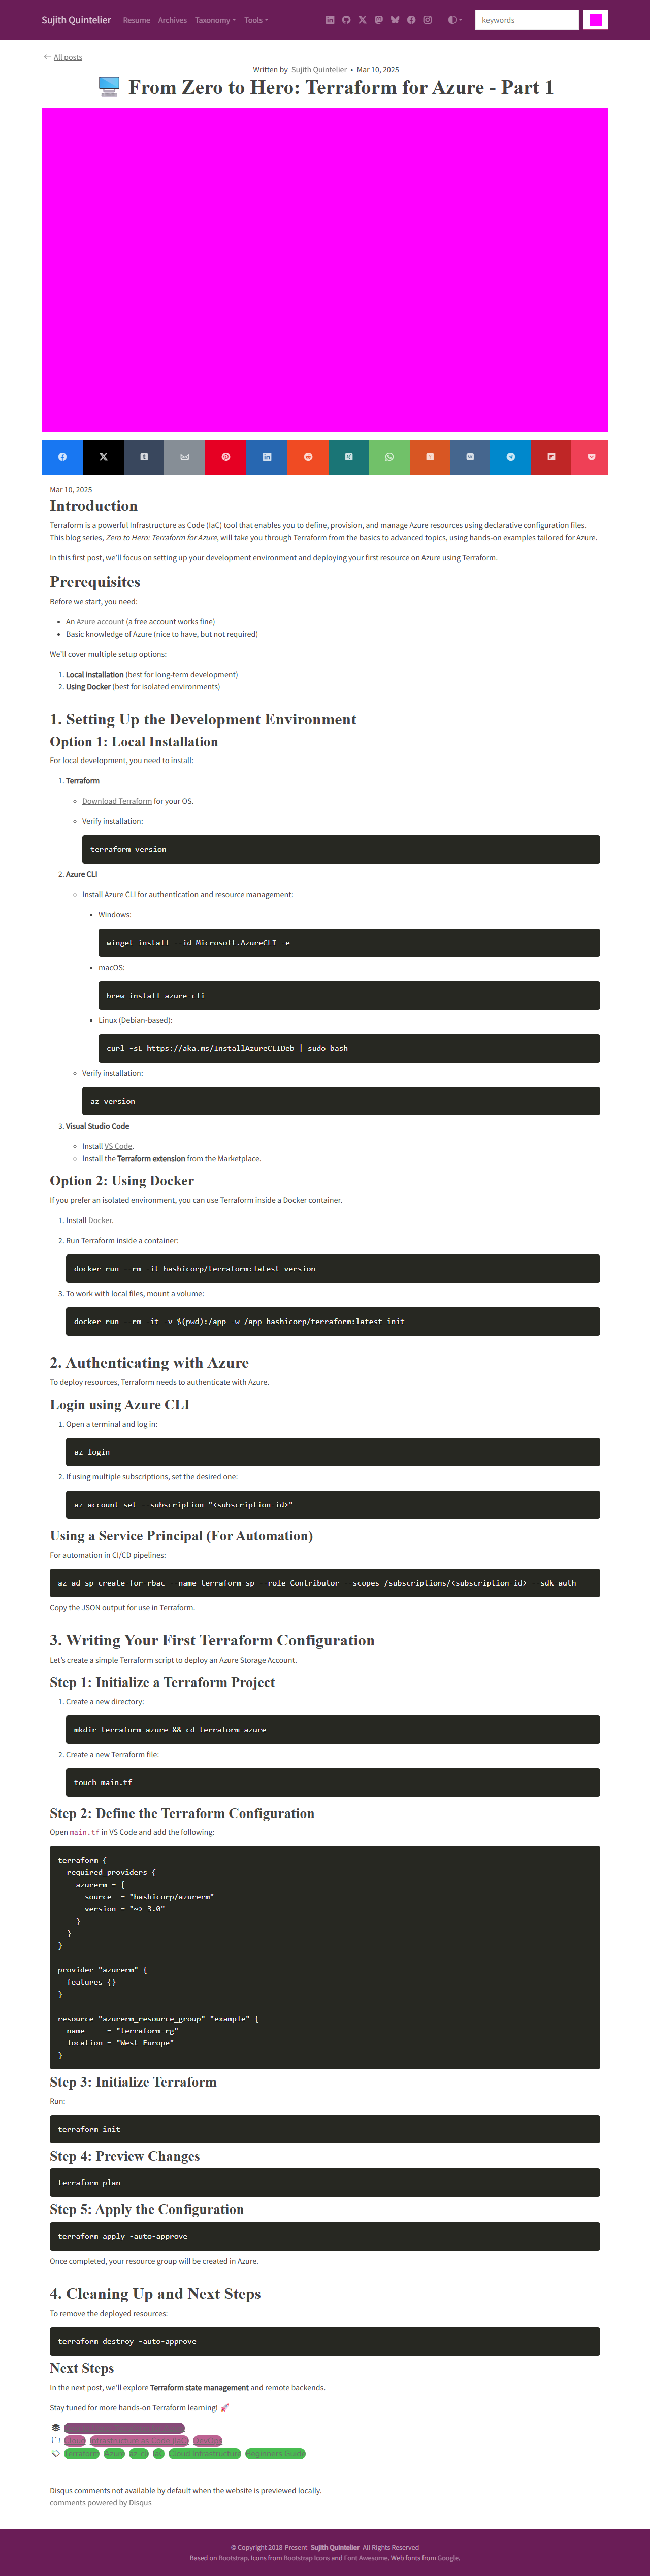 Sujith Quintelier Resume Archives Taxonomy Tools keywords
All posts
Written by Sujith Quintelier • Mar 10, 2025
From Zero to Hero: Terraform for Azure - Part 1
Mar 10, 2025
Introduction
Terraform is a powerful Infrastructure as Code (IaC) tool that enables you to define, provision, and manage Azure resources using declarative configuration files.
This blog series, Zero to Hero: Terraform for Azure, will take you through Terraform from the basics to advanced topics, using hands-on examples tailored for Azure.
In this first post, we'll focus on setting up your development environment and deploying your first resource on Azure using Terraform.
Prerequisites
Before we start, you need:
• An Azure account (a free account works fine)
• Basic knowledge of Azure (nice to have, but not required)
We'll cover multiple setup options:
1. Local installation (best for long-term development)
2. Using Docker (best for isolated environments)
1. Setting Up the Development Environment
Option 1: Local Installation
For local development, you need to install:
1. Terraform
Download Terraform for your OS.
Verify installation:
terraform version
2. Azure CLI
Install Azure CLI for authentication and resource management:
Windows:
winget install --id Microsoft.AzureCLI -e
macOS:
brew install azure-cli
Linux (Debian-based):
curl -sL https://aka.ms/InstallAzureCLIDeb | sudo bash
Verify installation:
az version
3. Visual Studio Code
Install VS Code.
Install the Terraform extension from the Marketplace.
Option 2: Using Docker
If you prefer an isolated environment, you can use Terraform inside a Docker container.
1. Install Docker.
2. Run Terraform inside a container:
docker run --rm -it hashicorp/terraform:latest version
3. To work with local files, mount a volume:
docker run --rm -it -v $(pwd):/app -w /app hashicorp/terraform:latest init
2. Authenticating with Azure
To deploy resources, Terraform needs to authenticate with Azure.
Login using Azure CLI
1. Open a terminal and log in:
az login
2. If using multiple subscriptions, set the desired one:
az account set --subscription "<subscription-id>"
Using a Service Principal (For Automation)
For automation in CI/CD pipelines:
az ad sp create-for-rbac --name terraform-sp --role Contributor --scopes /subscriptions/<subscription-id> --sdk-auth
Copy the JSON output for use in Terraform.
3. Writing Your First Terraform Configuration
Let's create a simple Terraform script to deploy an Azure Storage Account.
Step 1: Initialize a Terraform Project
1. Create a new directory:
mkdir terraform-azure && cd terraform-azure
2. Create a new Terraform file:
touch main.tf
Step 2: Define the Terraform Configuration
Open main.tf in VS Code and add the following:
terraform {
required_providers {
azurerm = {
source = "hashicorp/azurerm"
version = "~> 3.0"
}
}
}
provider "azurerm" {
features {}
}
resource "azurerm_resource_group" "example" {
name = "terraform-rg"
location = "West Europe"
}
Step 3: Initialize Terraform
Run:
terraform init
Step 4: Preview Changes
terraform plan
Step 5: Apply the Configuration
terraform apply -auto-approve
Once completed, your resource group will be created in Azure.
4. Cleaning Up and Next Steps
To remove the deployed resources:
terraform destroy -auto-approve
Next Steps
In the next post, we'll explore Terraform state management and remote backends.
Stay tuned for more hands-on Terraform learning!
Cloud Infrastructure as Code (IaC) DevOps
Terraform Azure az-cli IaC Cloud Infrastructure Beginners Guide
Disqus comments not available by default when the website is previewed locally.
comments powered by Disqus
© Copyright 2018-Present Sujith Quintelier All Rights Reserved
Based on Bootstrap. Icons from Bootstrap Icons and Font Awesome. Web fonts from Google.